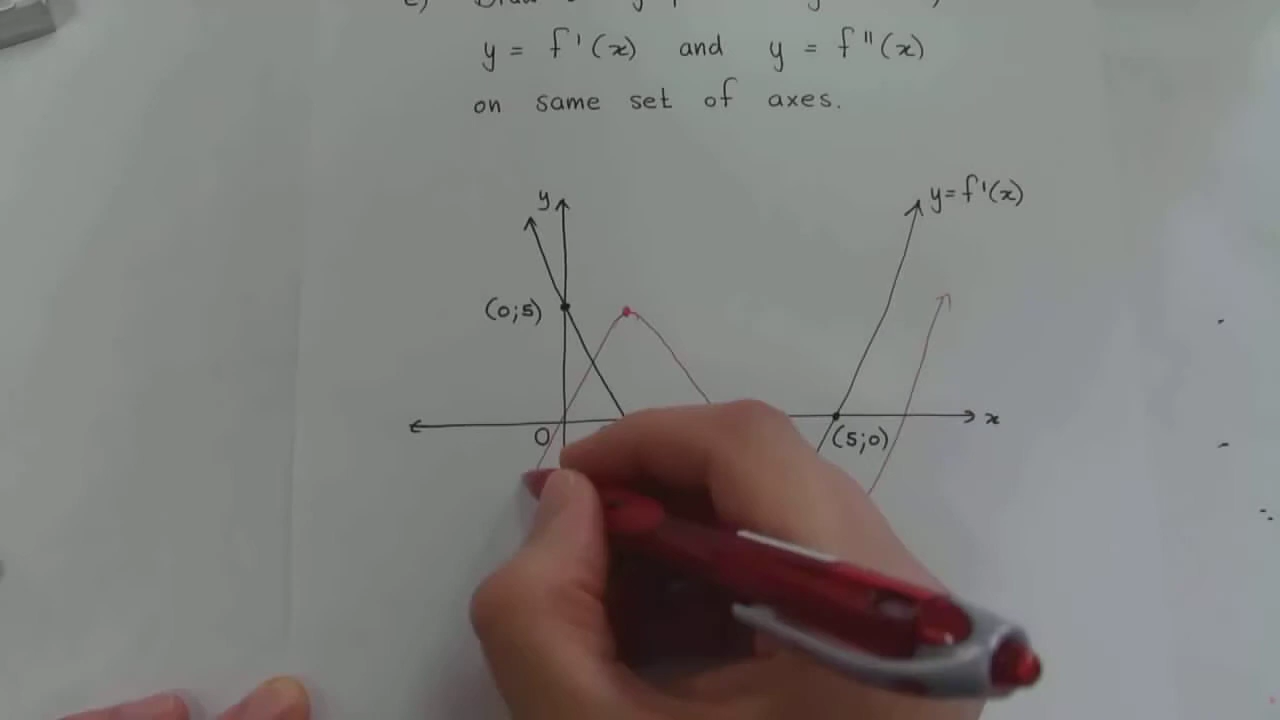 y = f'(x) and y = f"(x)
on same set of axes.
y
y=f'(x)
(0;5)
x
0
(5;0)